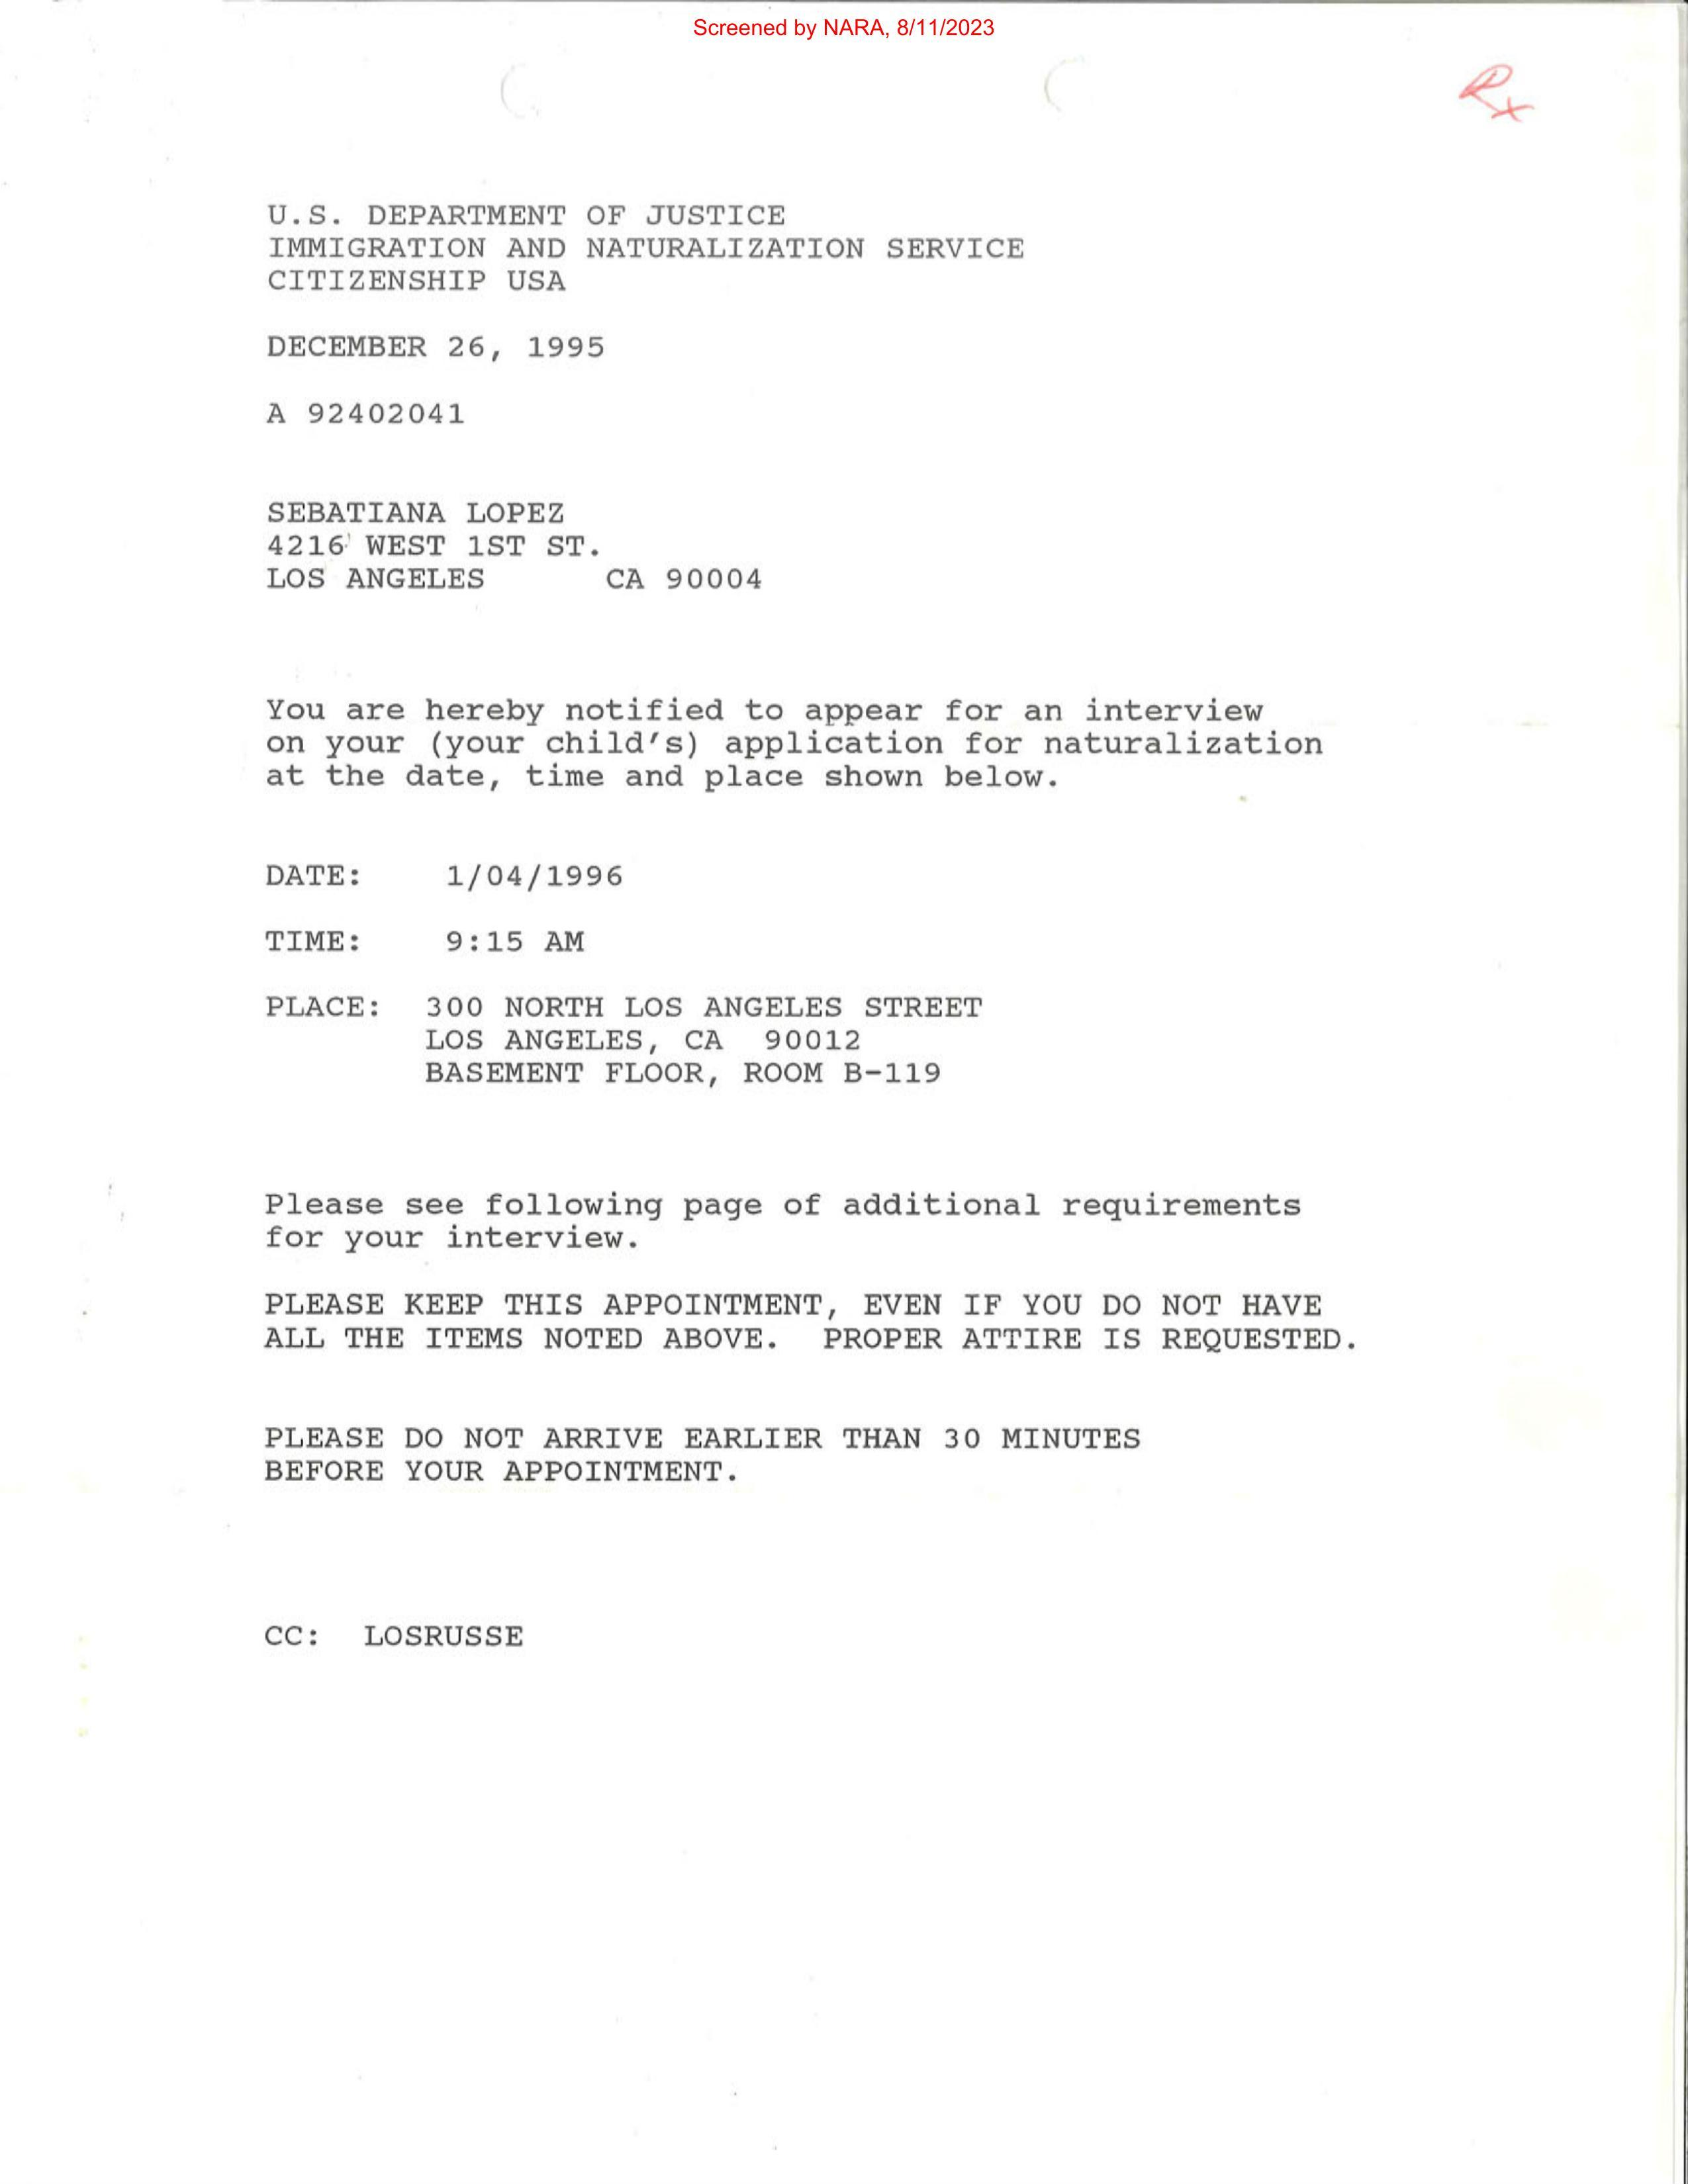 Screened by NARA, 8/11/2023
Rx
U.S. DEPARTMENT OF JUSTICE
IMMIGRATION AND NATURALIZATION SERVICE
CITIZENSHIP USA
DECEMBER 26, 1995
A 92402041
SEBATIANA LOPEZ
4216 WEST 1ST ST.
LOS ANGELES CA 90004
You are hereby notified to appear for an interview
on your (your child's) application for naturalization
at the date, time and place shown below.
DATE: 1/04/1996
TIME: 9:15 AM
PLACE: 300 NORTH LOS ANGELES STREET
LOS ANGELES, CA 90012
BASEMENT FLOOR, ROOM B-119
Please see following page of additional requirements
for your interview.
PLEASE KEEP THIS APPOINTMENT, EVEN IF YOU DO NOT HAVE
ALL THE ITEMS NOTED ABOVE. PROPER ATTIRE IS REQUESTED.
PLEASE DO NOT ARRIVE EARLIER THAN 30 MINUTES
BEFORE YOUR APPOINTMENT.
CC: LOSRUSSE